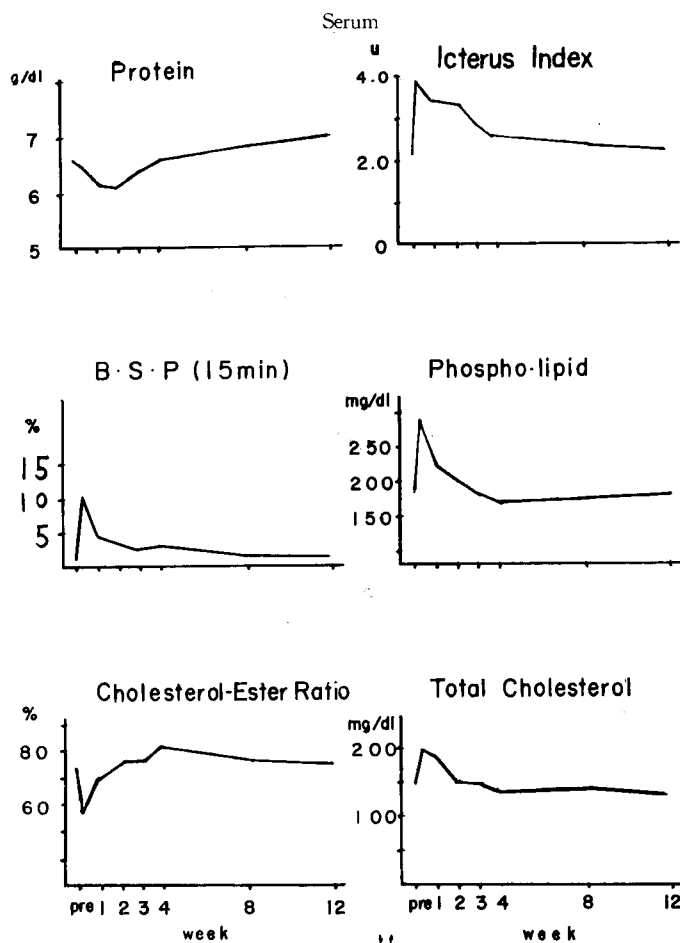 Serum
g/dl Protein
7
6
5
u Icterus Index
4.0
2.0
0
B·S·P (15min)
%
15
10
5
Phospho·lipid
mg/dl
250
200
150
Cholesterol-Ester Ratio
%
80
60
pre 1 2 3 4 8 12
week
Total Cholesterol
mg/dl
200
100
pre 1 2 3 4 8 12
week